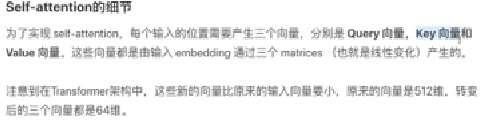 Self-attention的细节
为了实现 self-attention，每个输入的位置需要产生三个向量，分别是 Query 向量，Key 向量和
Value 向量。这些向量都是由输入 embedding 通过三个 matrices （也就是线性变化）产生的。
注意到在Transformer架构中，这些新的向量比原来的输入向量要小，原来的向量是512维，转变
后的三个向量都是64维。